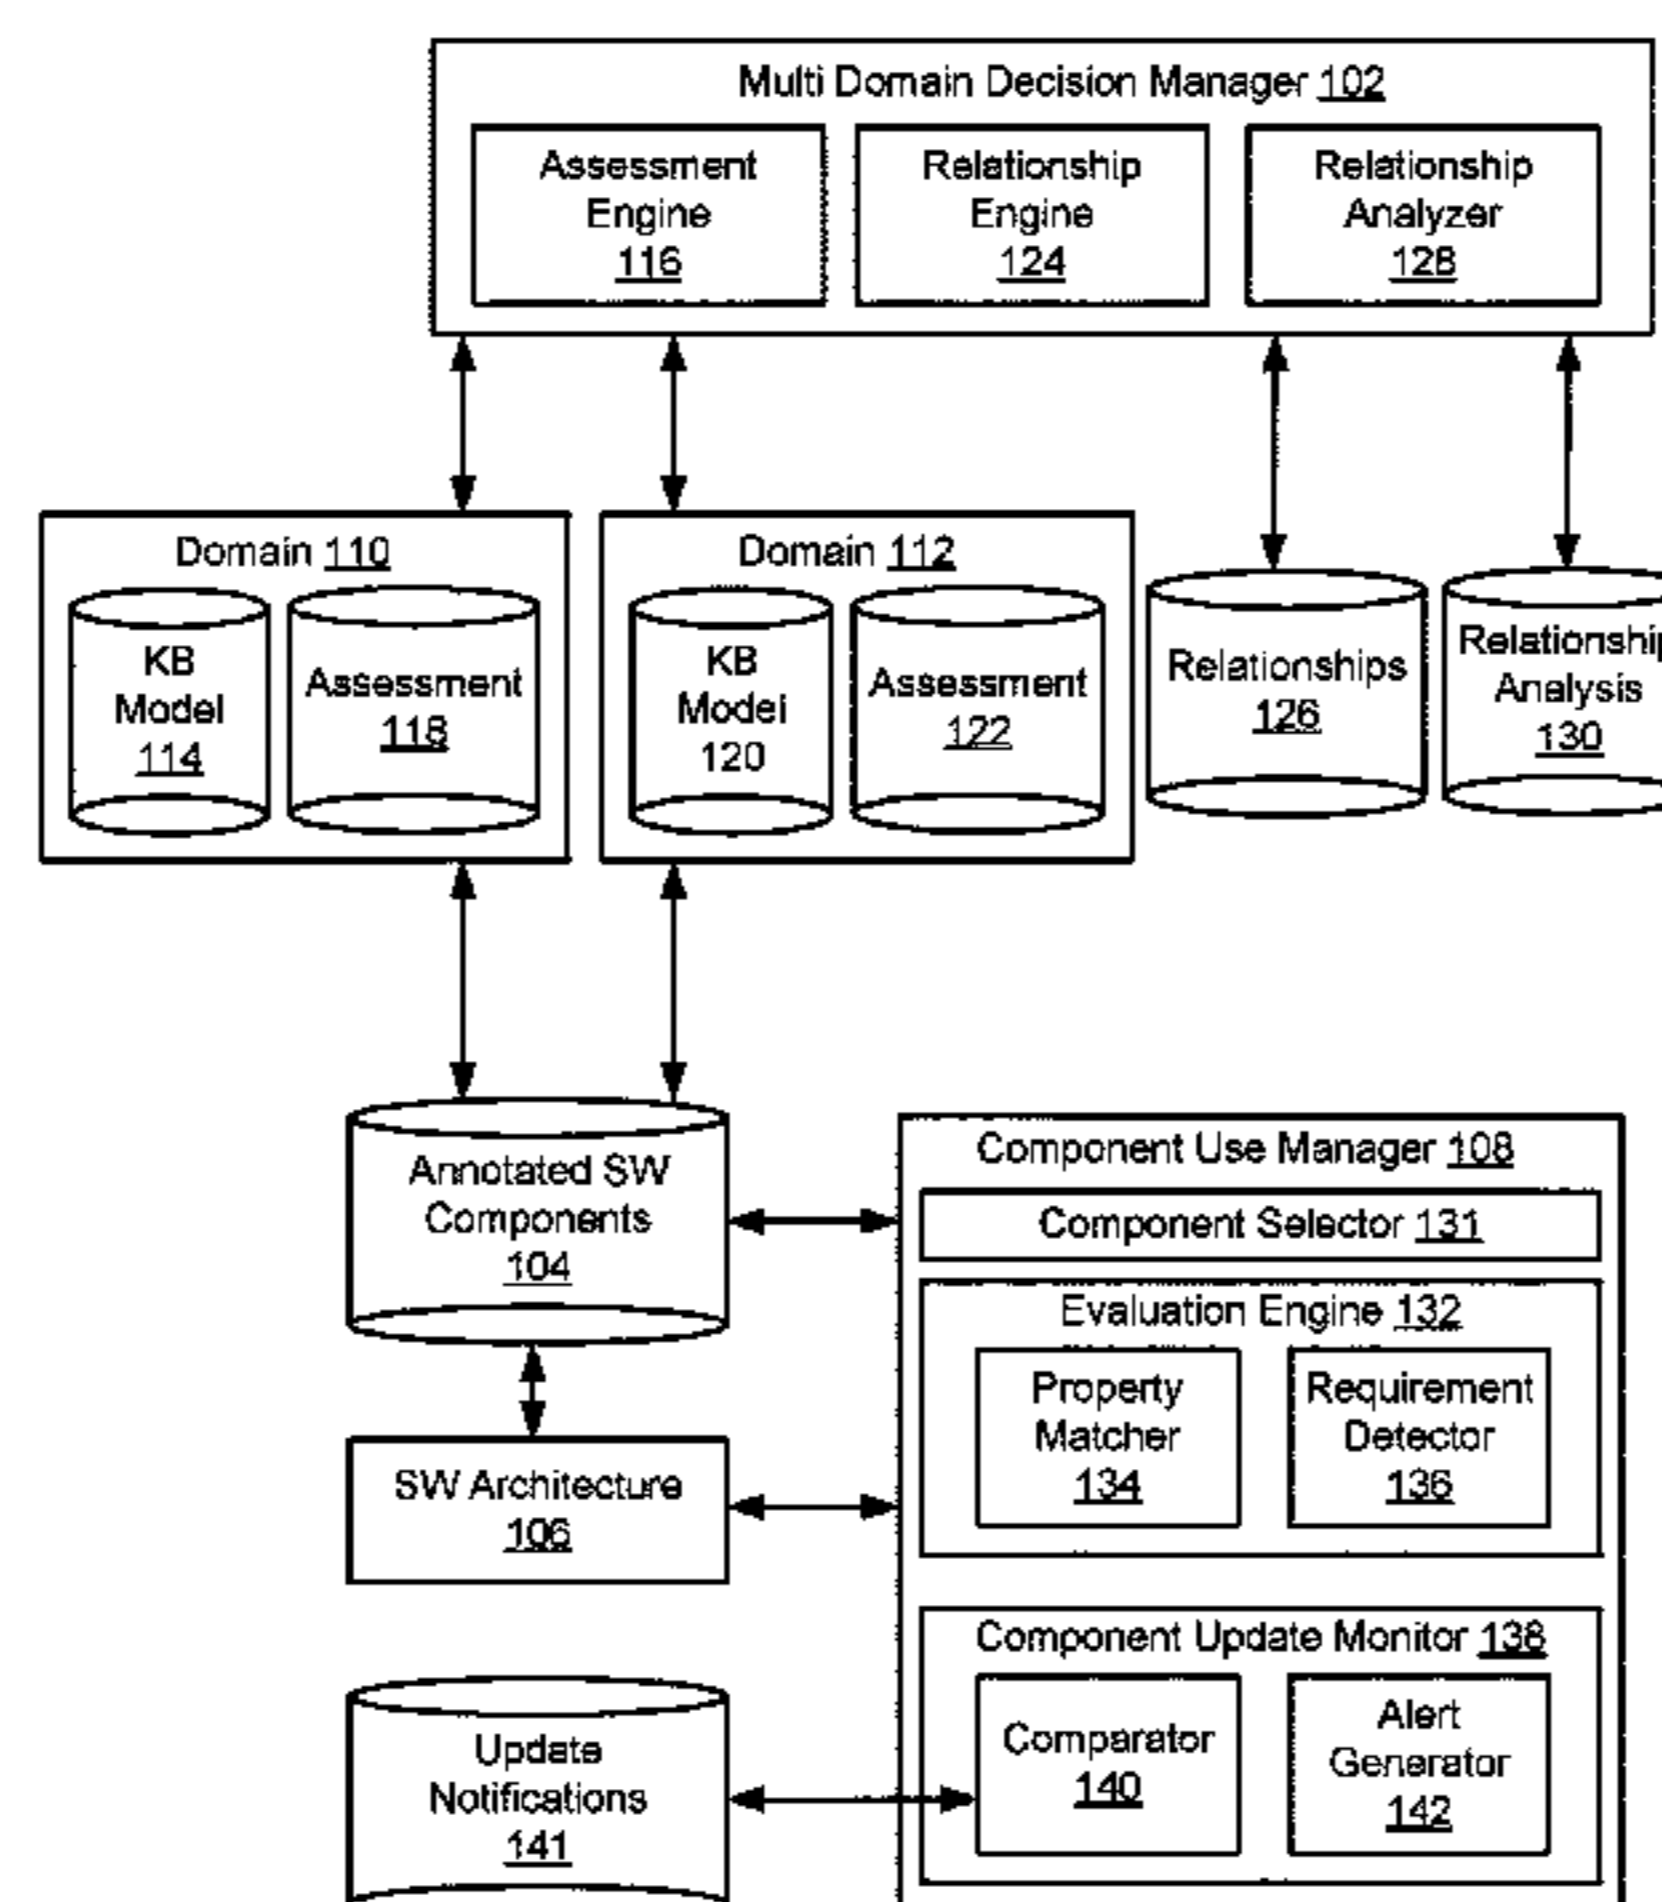 Multi Domain Decision Manager 102
Assessment
Engine
116
Relationship
Engine
124
Relationship
Analyzer
128
Domain 110
KB
Model
114
Assessment
118
Domain 112
KB
Model
120
Assessment
122
Relationships
126
Relationship
Analysis
130
Annotated SW
Components
104
Component Use Manager 108
Component Selector 131
Evaluation Engine 132
Property
Matcher
134
Requirement
Detector
136
SW Architecture
106
Component Update Monitor 138
Comparator
140
Alert
Generator
142
Update
Notifications
141